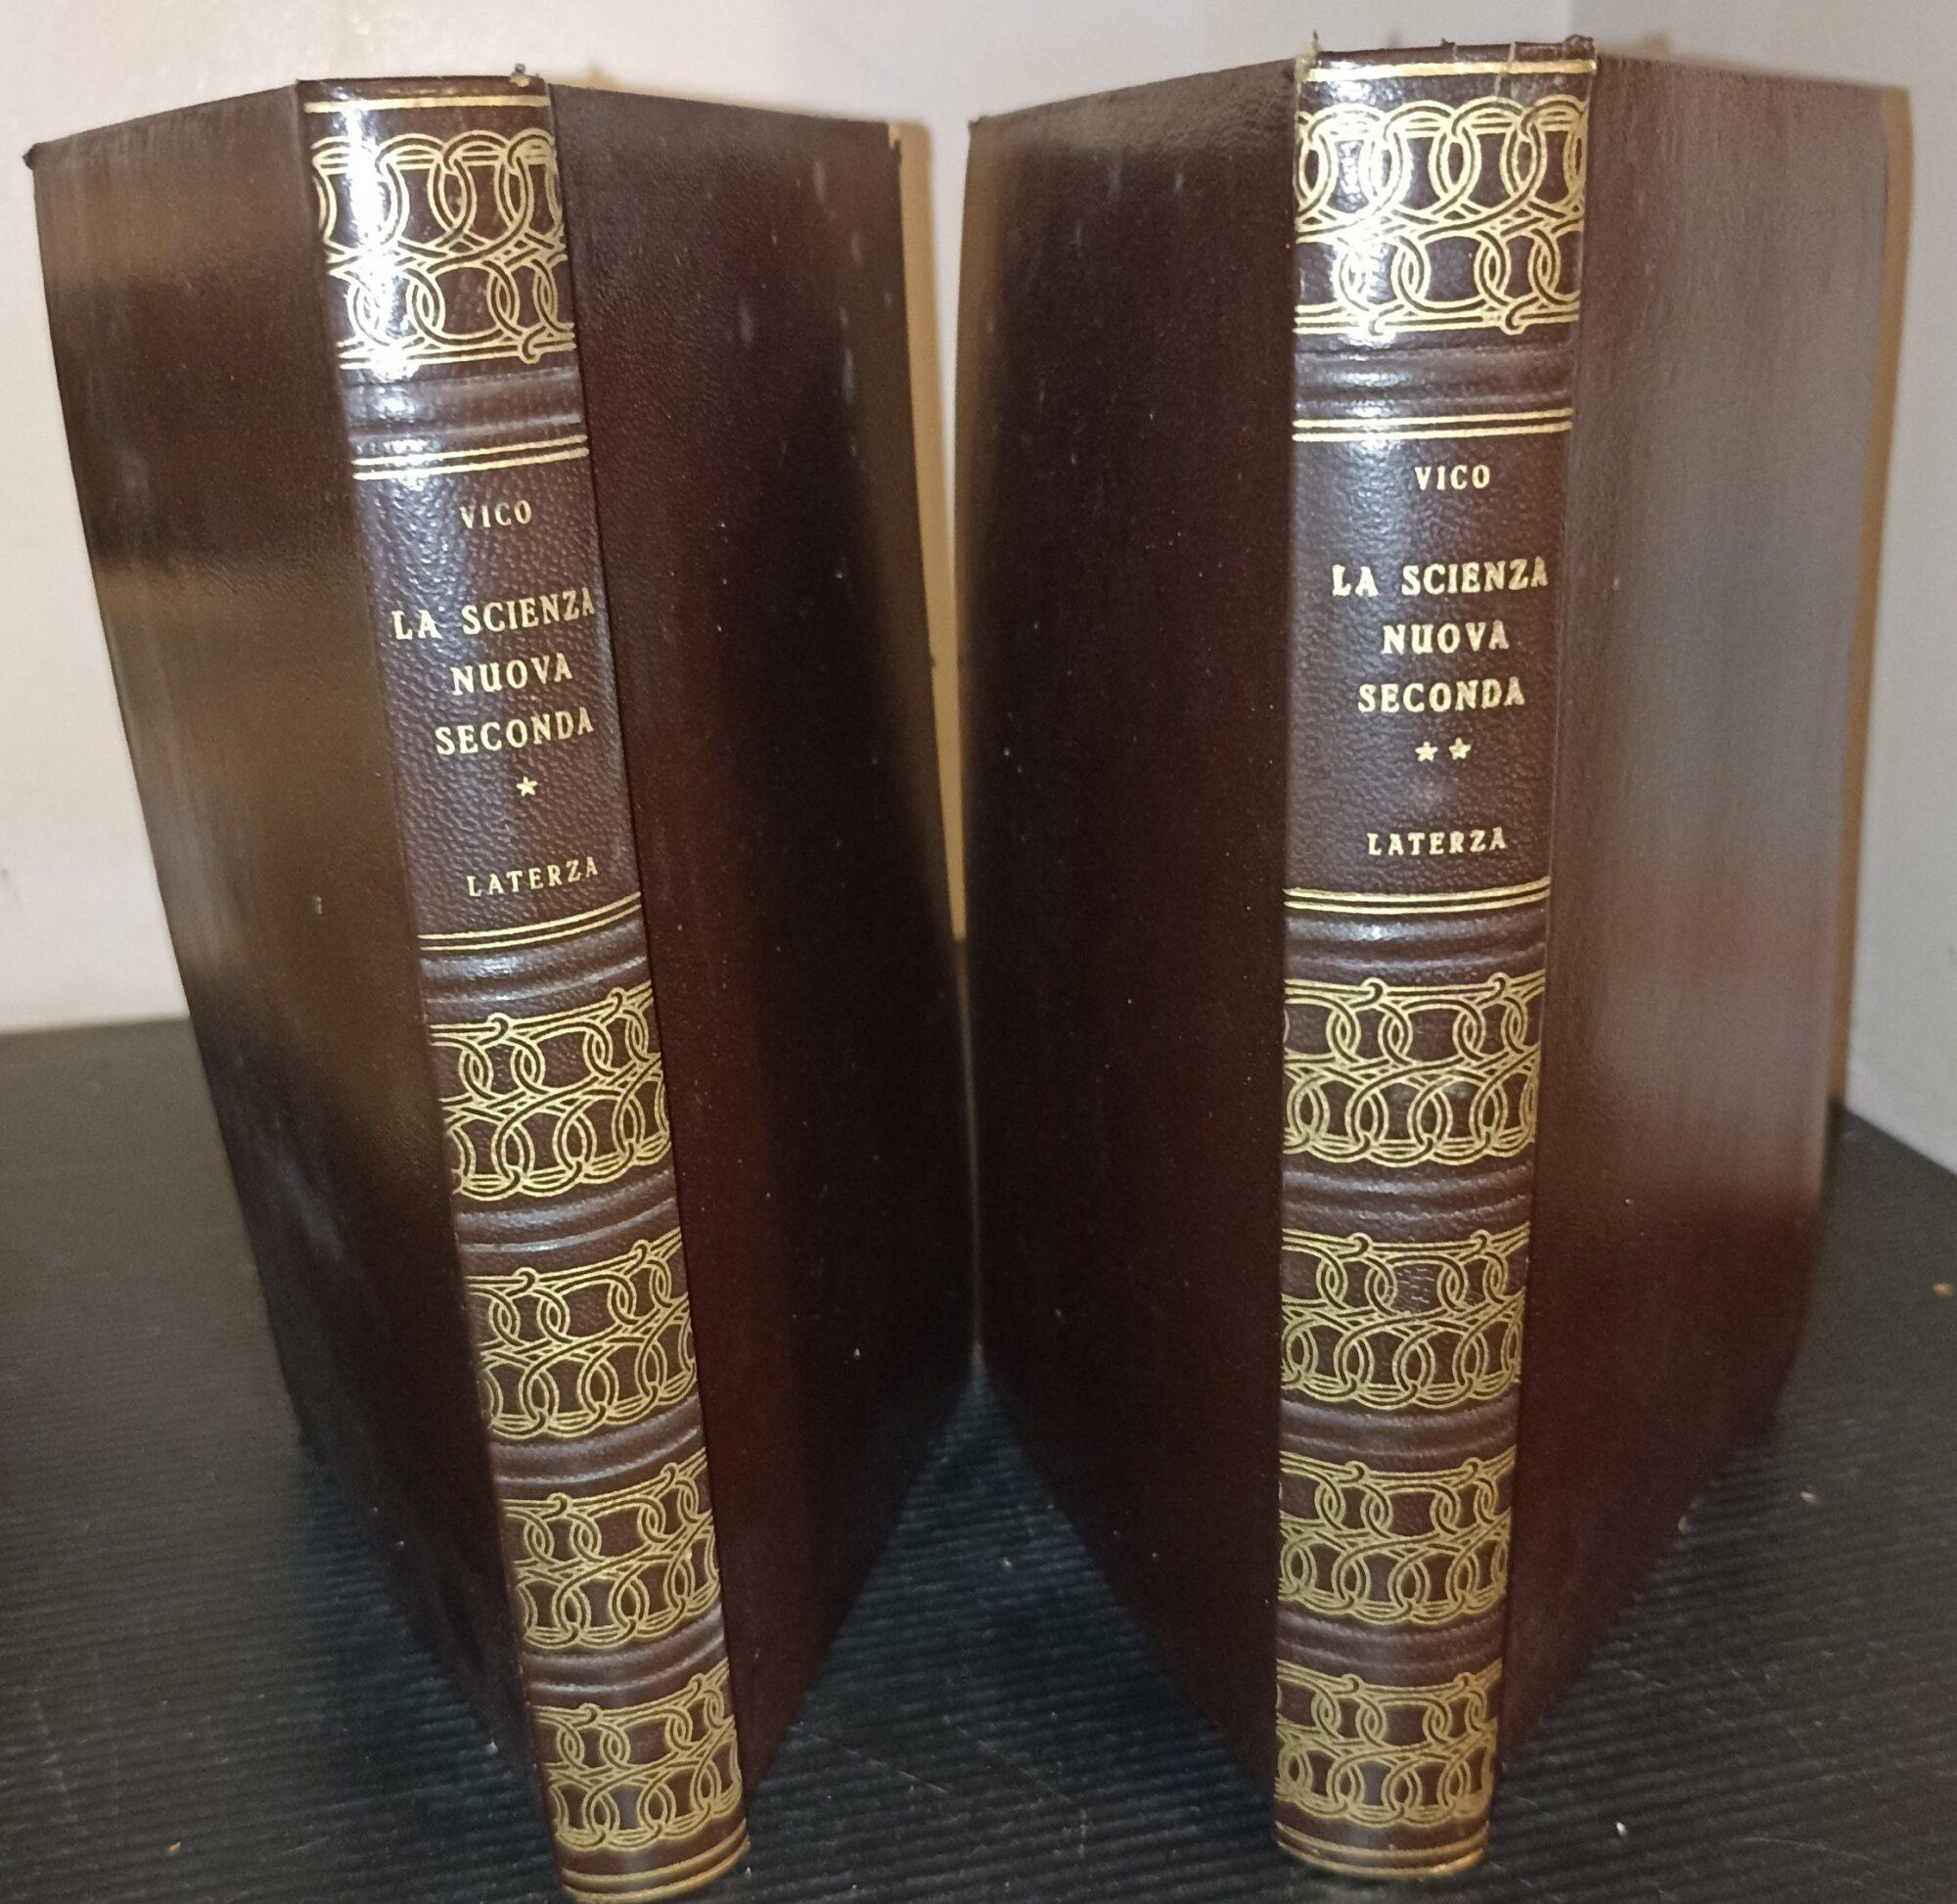 VICO
LA SCIENZA
NUOVA
SECONDA
★
LATERZA
VICO
LA SCIENZA
NUOVA
SECONDA
★★
LATERZA